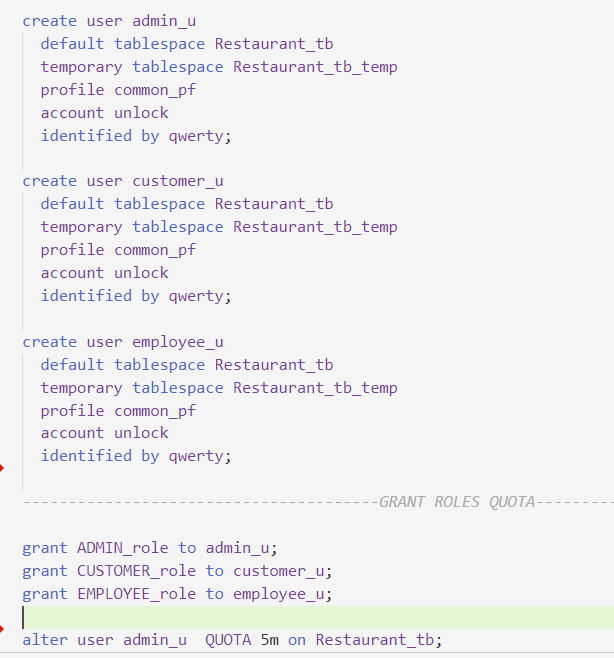 create user admin_u
default tablespace Restaurant_tb
temporary tablespace Restaurant_tb_temp
profile common_pf
account unlock
identified by qwerty;
create user customer_u
default tablespace Restaurant_tb
temporary tablespace Restaurant_tb_temp
profile common_pf
account unlock
identified by qwerty;
create user employee_u
default tablespace Restaurant_tb
temporary tablespace Restaurant_tb_temp
profile common_pf
account unlock
identified by qwerty;
---------------------------------------GRANT ROLES QUOTA---------
grant ADMIN_role to admin_u;
grant CUSTOMER_role to customer_u;
grant EMPLOYEE_role to employee_u;
alter user admin_u  QUOTA 5m on Restaurant_tb;